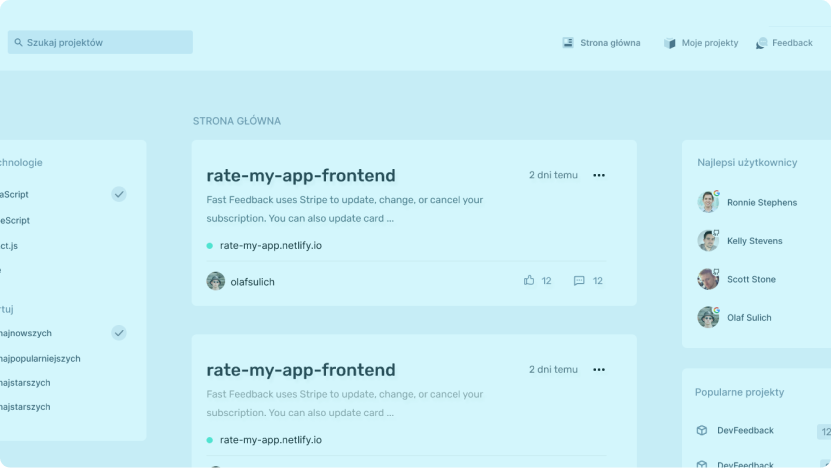 Szukaj projektów
Strona główna
Moje projekty
Feedback
STRONA GŁÓWNA
chnologie
aScript
eScript
ct.js
e
rtuj
najnowszych
najpopularniejszych
najstarszych
najstarszych
rate-my-app-frontend
2 dni temu
Fast Feedback uses Stripe to update, change, or cancel your
subscription. You can also update card ...
rate-my-app.netlify.io
olafsulich
12
12
rate-my-app-frontend
2 dni temu
Fast Feedback uses Stripe to update, change, or cancel your
subscription. You can also update card ...
rate-my-app.netlify.io
Najlepsi użytkownicy
Ronnie Stephens
Kelly Stevens
Scott Stone
Olaf Sulich
Popularne projekty
DevFeedback
12
DevFeedback